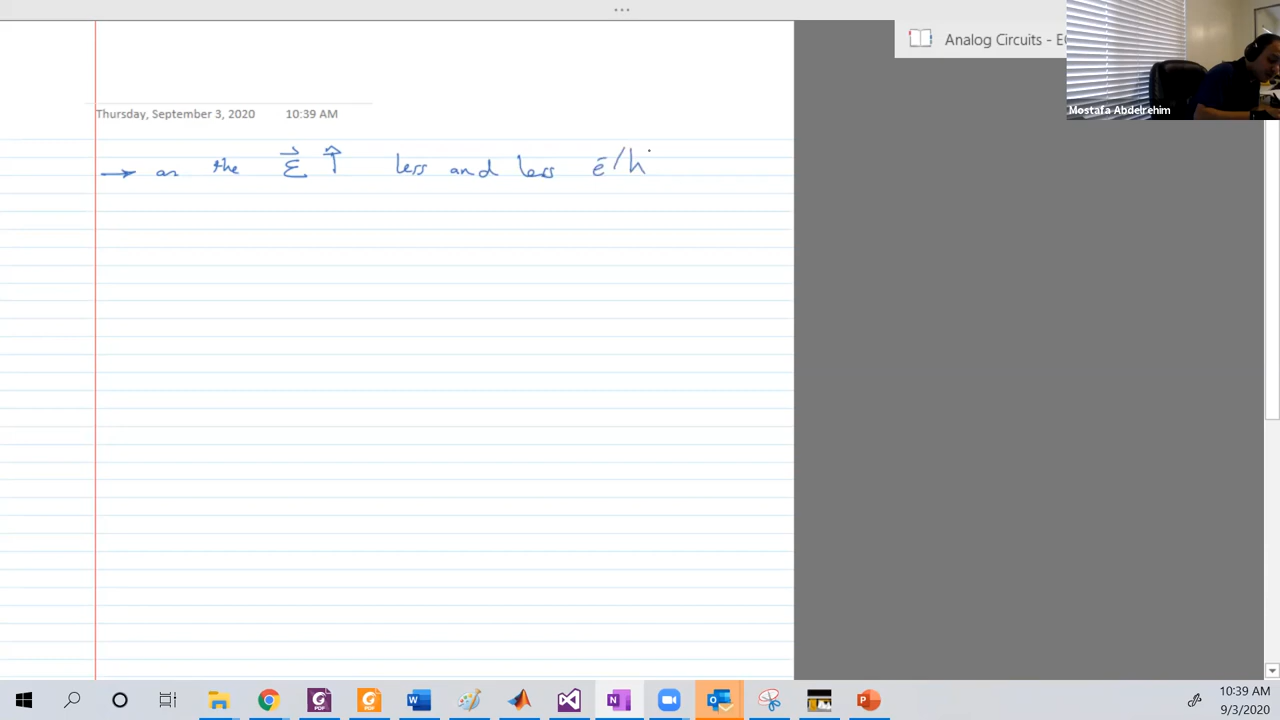 Analog Circuits - E
Mostafa Abdelrehim
Thursday, September 3, 2020 10:39 AM
→ as the ε⃗ ↑ less and less ē/h
10:39 AM
9/3/2020